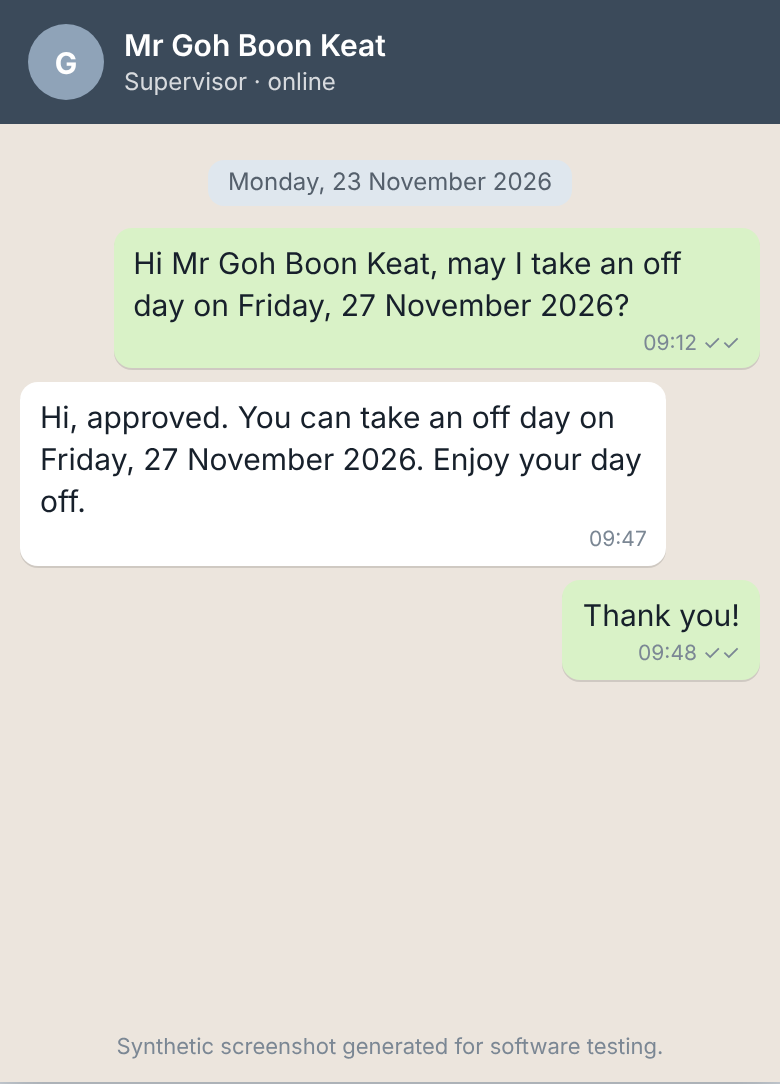 G
Mr Goh Boon Keat
Supervisor · online
Monday, 23 November 2026
Hi Mr Goh Boon Keat, may I take an off
day on Friday, 27 November 2026?
09:12 ✓✓
Hi, approved. You can take an off day on
Friday, 27 November 2026. Enjoy your day
off.
09:47
Thank you!
09:48 ✓✓
Synthetic screenshot generated for software testing.